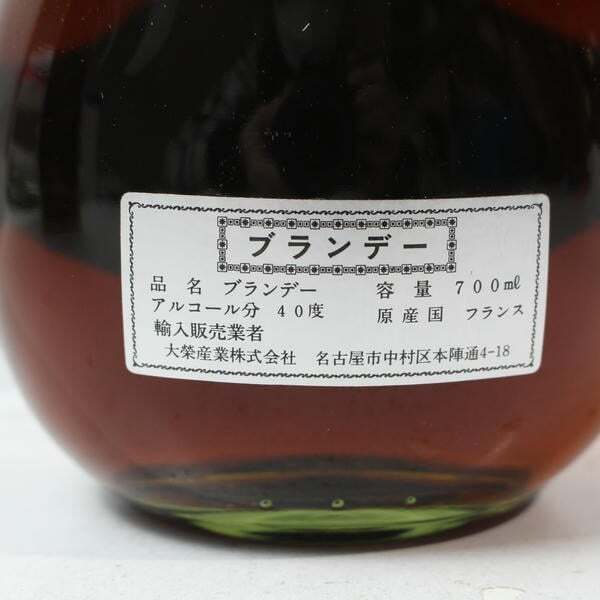 ブランデー
品 名 ブランデー 容 量 700ml
アルコール分 40度 原産国 フランス
輸入販売業者
大榮産業株式会社 名古屋市中村区本陣通4-18